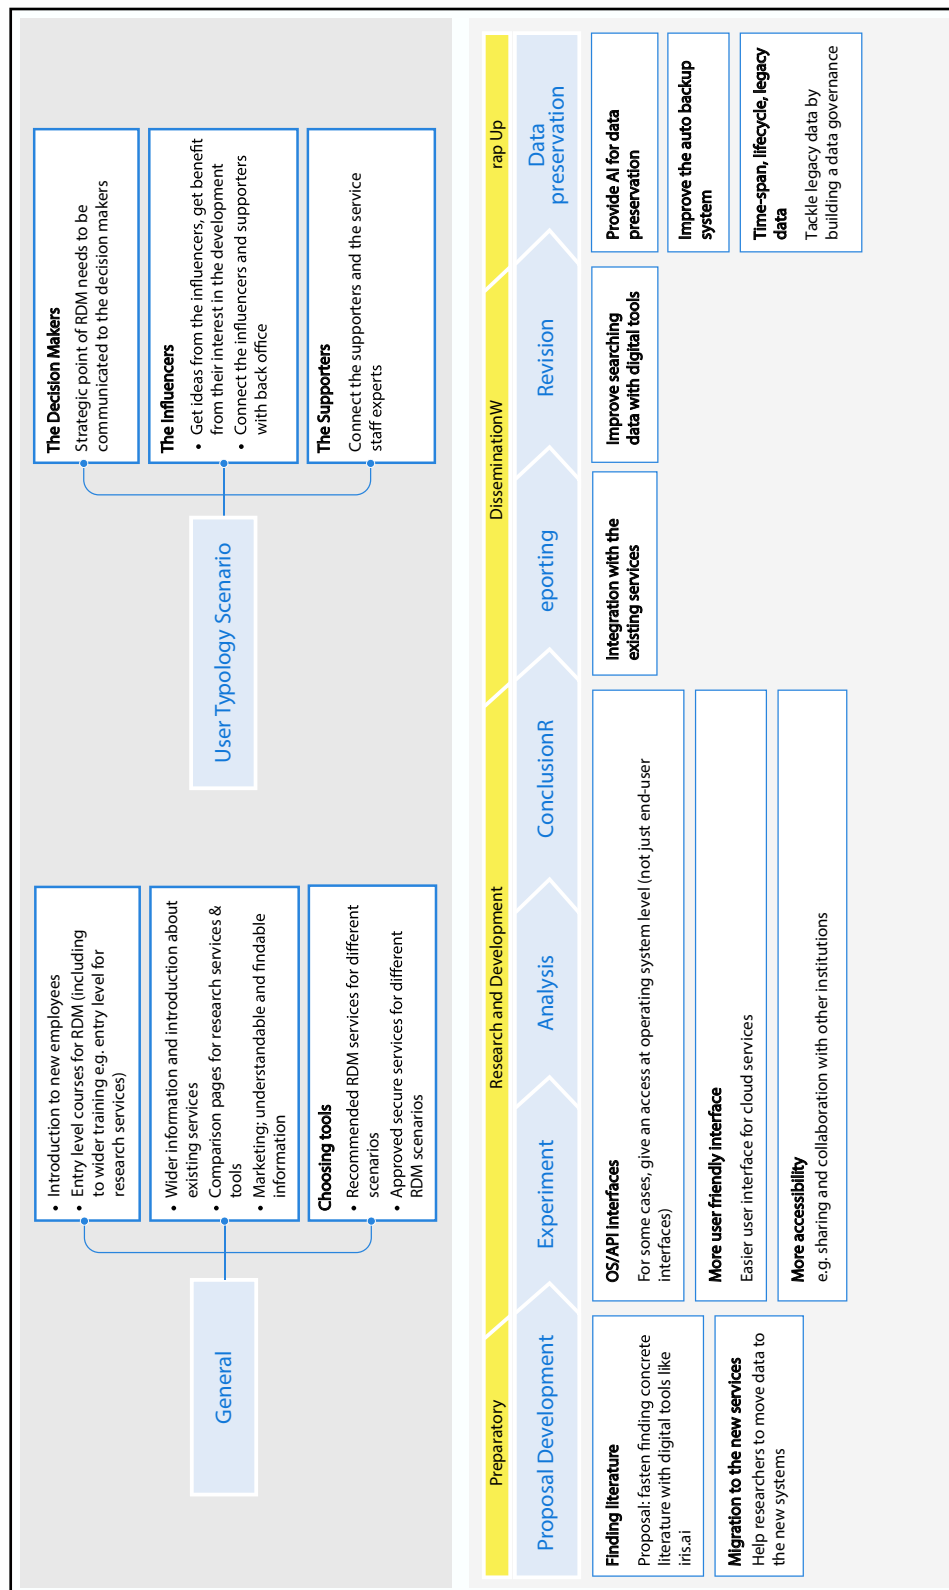 General
• Introduction to new employees
• Entry level courses for RDM (including
to wider training e.g. entry level for
research services)
• Wider information and introduction about
existing services
• Comparison pages for research services &
tools
• Marketing; understandable and findable
information
Choosing tools
• Recommended RDM services for different
scenarios
• Approved secure services for different
RDM scenarios
User Typology Scenario
The Decision Makers
Strategic point of RDM needs to be
communicated to the decision makers
The Influencers
• Get ideas from the influencers, get benefit
from their interest in the development
• Connect the influencers and supporters
with back office
The Supporters
Connect the supporters and the service
staff experts
Preparatory
Research and Development
DisseminationW
rap Up
Proposal Development
Experiment
Analysis
ConclusionR
eporting
Revision
Data
preservation
Finding literature
Proposal: fasten finding concrete
literature with digital tools like
iris.ai
Migration to the new services
Help researchers to move data to
the new systems
OS/API interfaces
For some cases, give an access at operating system level (not just end-user
interfaces)
More user friendly interface
Easier user interface for cloud services
More accessibility
e.g. sharing and collaboration with other institutions
Integration with the
existing services
Improve searching
data with digital tools
Provide AI for data
preservation
Improve the auto backup
system
Time-span, lifecycle, legacy
data
Tackle legacy data by
building a data governance